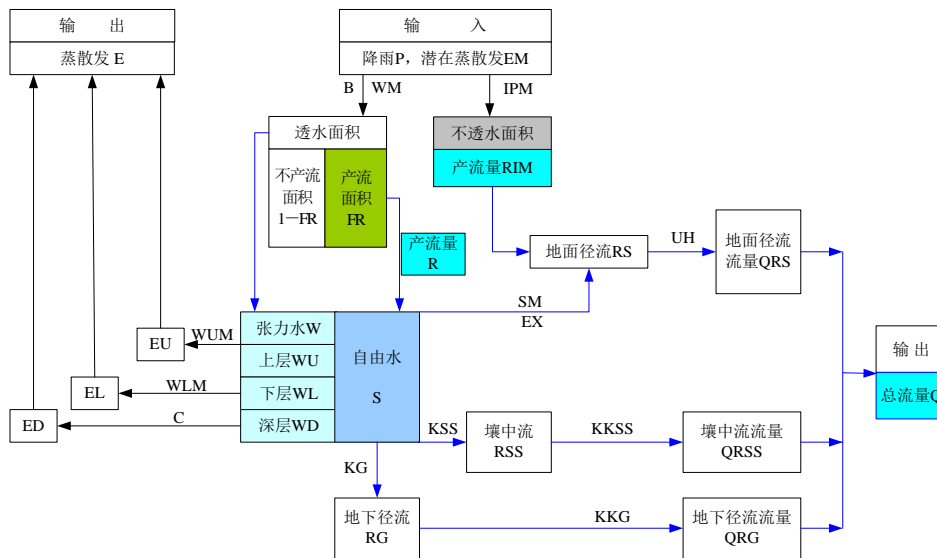 输 出
蒸散发 E
输 入
降雨P，潜在蒸散发EM
B
WM
IPM
透水面积
不产流
面积
1－FR
产流
面积
FR
不透水面积
产流量RIM
产流量
R
地面径流RS
UH
地面径流
流量QRS
SM
EX
张力水W
上层WU
下层WL
深层WD
自由水
S
WUM
EU
WLM
EL
C
ED
输 出
总流量Q
KSS
壤中流
RSS
KKSS
壤中流流量
QRSS
KG
地下径流
RG
KKG
地下径流流量
QRG